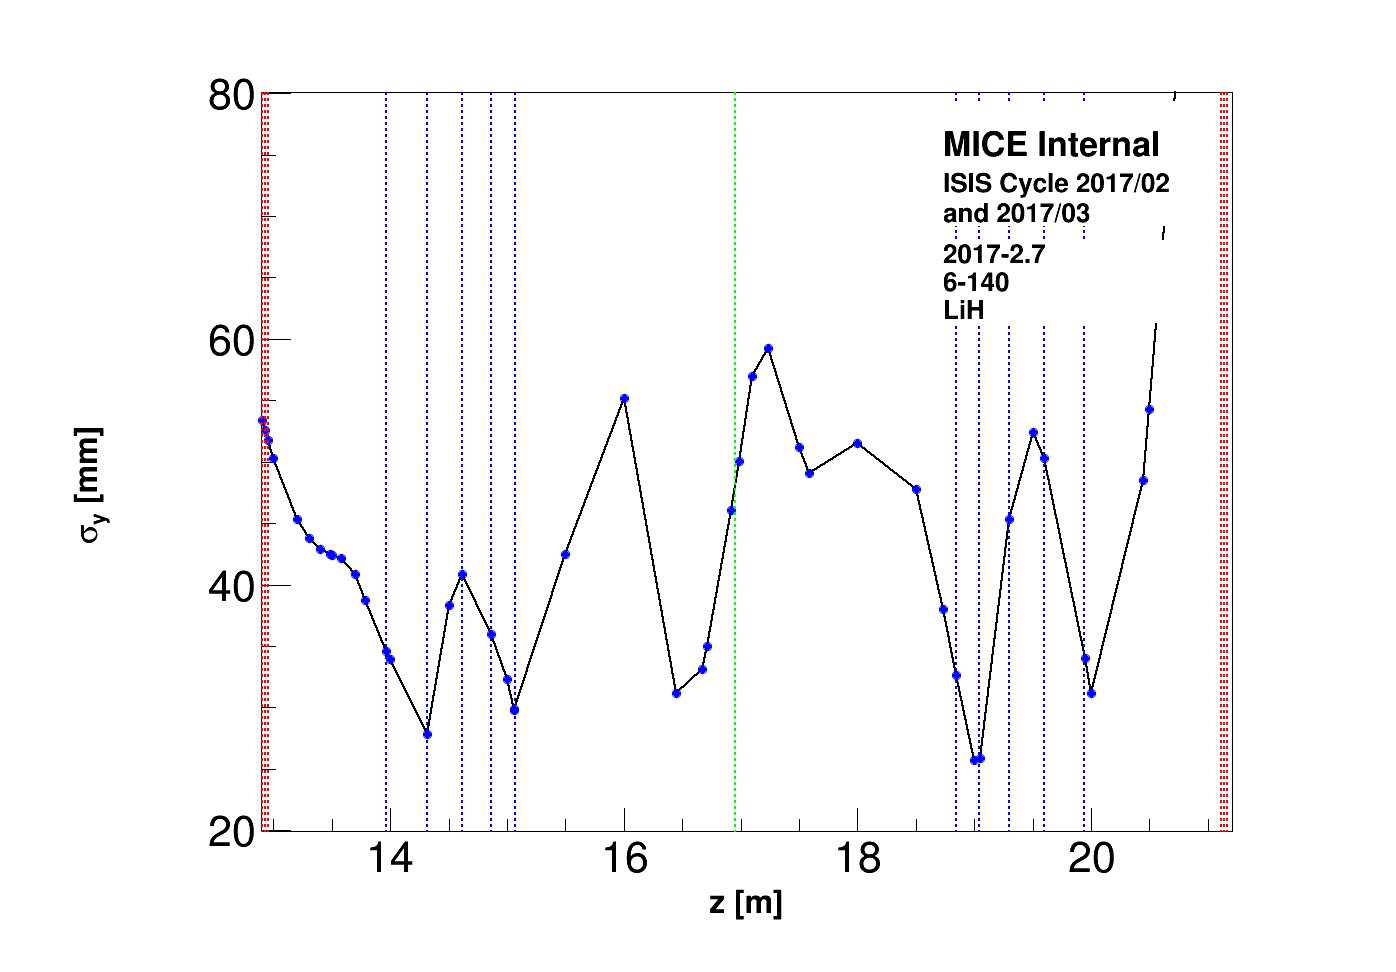 80
60
40
20
σy [mm]
MICE Internal
ISIS Cycle 2017/02
and 2017/03
2017-2.7
6-140
LiH
14 16 18 20
z [m]